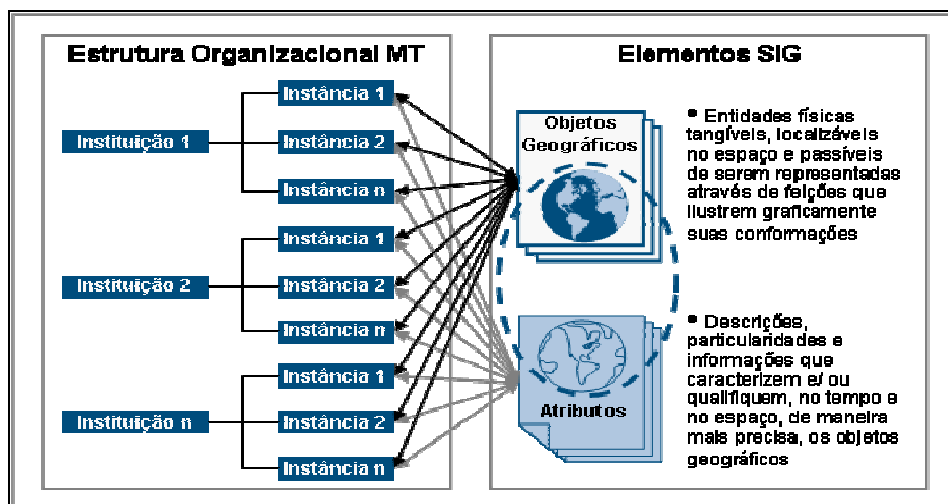 Estrutura Organizacional MT
Instituição 1
Instância 1
Instância 2
Instância n
Instituição 2
Instância 1
Instância 2
Instância n
Instituição n
Instância 1
Instância 2
Instância n
Elementos SIG
Objetos
Geográficos
• Entidades físicas
tangíveis, localizáveis
no espaço e passíveis
de serem representadas
através de feições que
ilustrem graficamente
suas conformações
Atributos
• Descrições,
particularidades e
informações que
caracterizem e/ ou
qualifiquem, no tempo e
no espaço, de maneira
mais precisa, os objetos
geográficos